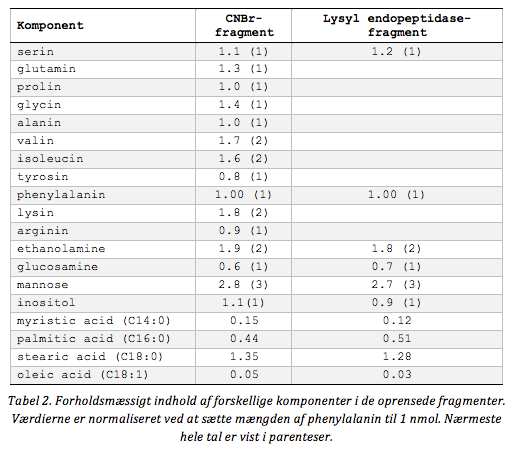 Komponent CNBr-fragment Lysyl endopeptidase-fragment
serin 1.1 (1) 1.2 (1)
glutamin 1.3 (1)
prolin 1.0 (1)
glycin 1.4 (1)
alanin 1.0 (1)
valin 1.7 (2)
isoleucin 1.6 (2)
tyrosin 0.8 (1)
phenylalanin 1.00 (1) 1.00 (1)
lysin 1.8 (2)
arginin 0.9 (1)
ethanolamine 1.9 (2) 1.8 (2)
glucosamine 0.6 (1) 0.7 (1)
mannose 2.8 (3) 2.7 (3)
inositol 1.1(1) 0.9 (1)
myristic acid (C14:0) 0.15 0.12
palmitic acid (C16:0) 0.44 0.51
stearic acid (C18:0) 1.35 1.28
oleic acid (C18:1) 0.05 0.03
Tabel 2. Forholdsmæssigt indhold af forskellige komponenter i de oprensede fragmenter.
Værdierne er normaliseret ved at sætte mængden af phenylalanin til 1 nmol. Nærmeste
hele tal er vist i parenteser.